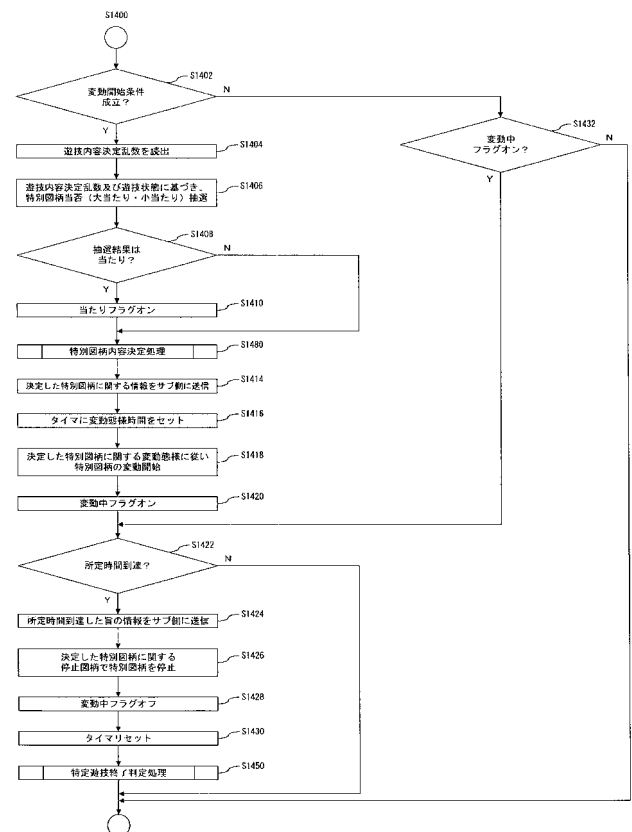 S1400
S1402
変動開始条件
成立?
N
Y
S1432
変動中
フラグオン?
N
Y
遊技内容決定乱数を読出
S1404
遊技内容決定乱数及び遊技状態に基づき、
特別図柄当否(大当たり・小当たり)抽選
S1406
S1408
抽選結果は
当たり?
N
Y
当たりフラグオン
S1410
特別図柄内容決定処理
S1480
決定した特別図柄に関する情報をサブ側に送信
S1414
タイマに変動態様時間をセット
S1416
決定した特別図柄に関する変動態様に従い
特別図柄の変動開始
S1418
変動中フラグオン
S1420
S1422
所定時間到達?
N
Y
所定時間到達した旨の情報をサブ側に送信
S1424
決定した特別図柄に関する
停止図柄で特別図柄を停止
S1426
変動中フラグオフ
S1428
タイマリセット
S1430
特定遊技終了判定処理
S1450